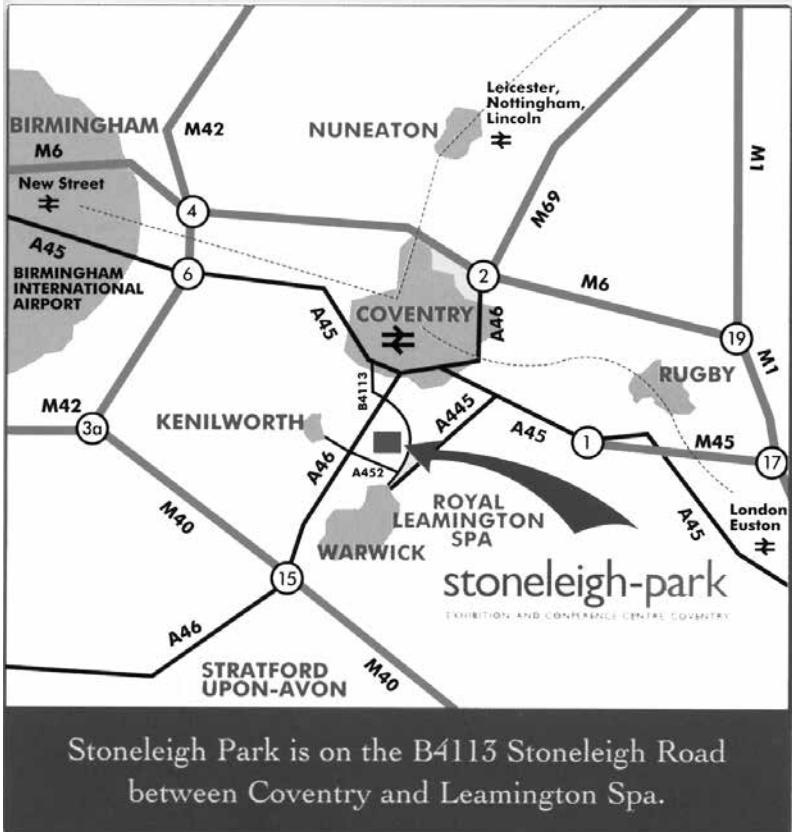 Leicester,
Nottingham,
Lincoln
BIRMINGHAM
M42
NUNEATON
M6
M1
New Street
4
M69
A45
6
2
M6
BIRMINGHAM
INTERNATIONAL
AIRPORT
A45
COVENTRY
A46
19
M1
B4113
RUGBY
M42
3a
KENILWORTH
A445
A45
1
M45
17
A46
A452
M40
ROYAL
LEAMINGTON
SPA
WARWICK
London
Euston
A45
15
stoneleigh-park
EXHIBITION AND CONFERENCE CENTRE COVENTRY
A46
STRATFORD
UPON-AVON
M40
Stoneleigh Park is on the B4113 Stoneleigh Road
between Coventry and Leamington Spa.